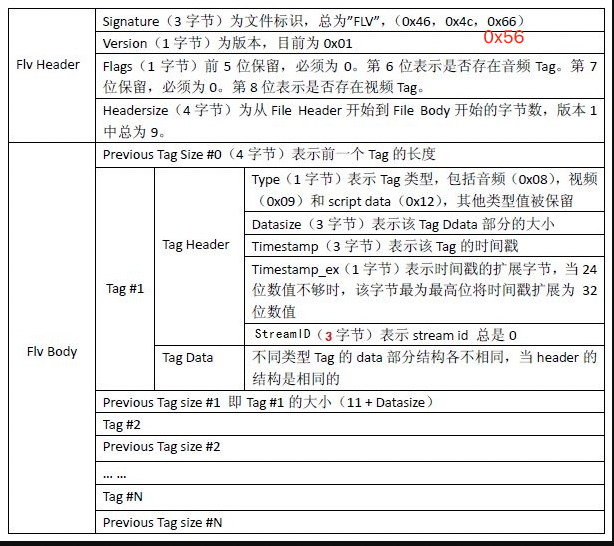 Signature（3 字节）为文件标识，总为”FLV”，（0x46，0x4c，0x66）
0x56
Version（1 字节）为版本，目前为 0x01
Flv Header
Flags（1 字节）前 5 位保留，必须为 0。第 6 位表示是否存在音频 Tag。第 7
位保留，必须为 0。第 8 位表示是否存在视频 Tag。
Headersize（4 字节）为从 File Header 开始到 File Body 开始的字节数，版本 1
中总为 9。
Previous Tag Size #0（4 字节）表示前一个 Tag 的长度
Type（1 字节）表示 Tag 类型，包括音频（0x08），视频
（0x09）和 script data（0x12），其他类型值被保留
Datasize（3 字节）表示该 Tag Ddata 部分的大小
Tag Header
Timestamp（3 字节）表示该 Tag 的时间戳
Timestamp_ex（1 字节）表示时间戳的扩展字节，当 24
位数值不够时，该字节最为最高位将时间戳扩展为 32
位数值
Tag #1
StreamID（3 字节）表示 stream id 总是 0
Flv Body
Tag Data
不同类型 Tag 的 data 部分结构各不相同，当 header 的
结构是相同的
Previous Tag size #1 即 Tag #1 的大小（11 + Datasize）
Tag #2
Previous Tag size #2
... ...
Tag #N
Previous Tag size #N